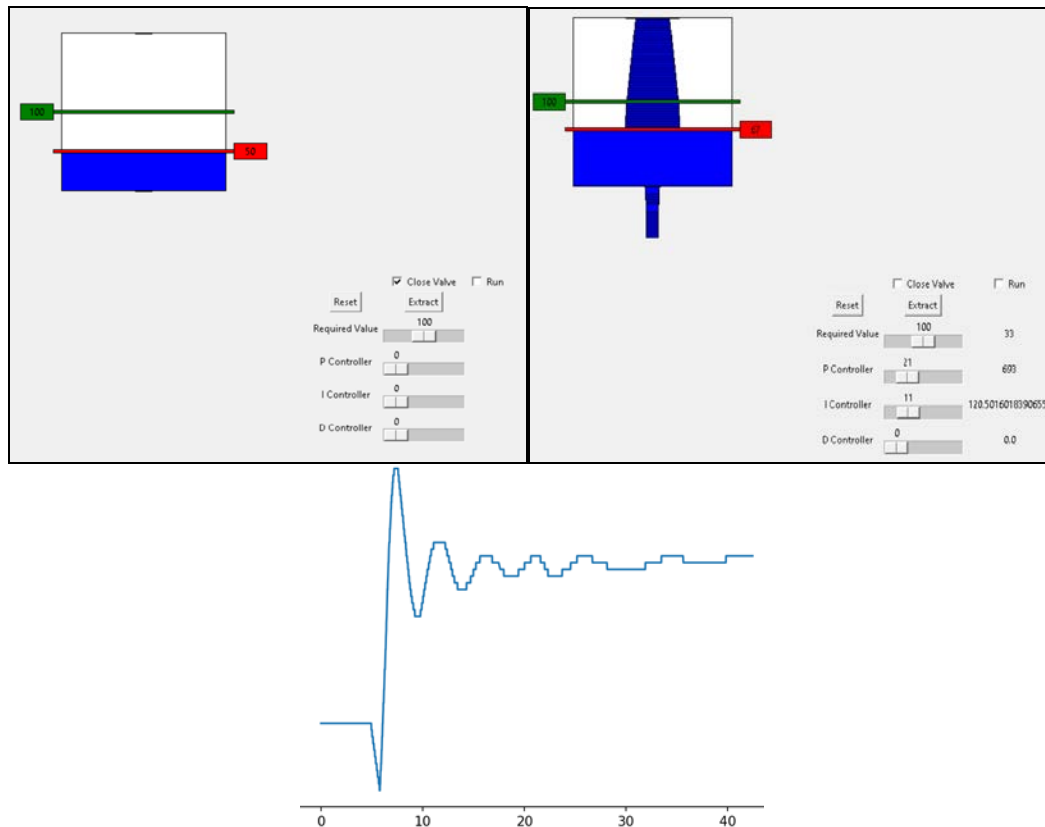 100
50
Close Valve Run
Reset Extract
100
Required Value
0
P Controller
0
I Controller
0
D Controller
100
67
Close Valve Run
Reset Extract
100
Required Value 33
21
P Controller 693
11
I Controller 120.5016018390655
0
D Controller 0.0
0 10 20 30 40